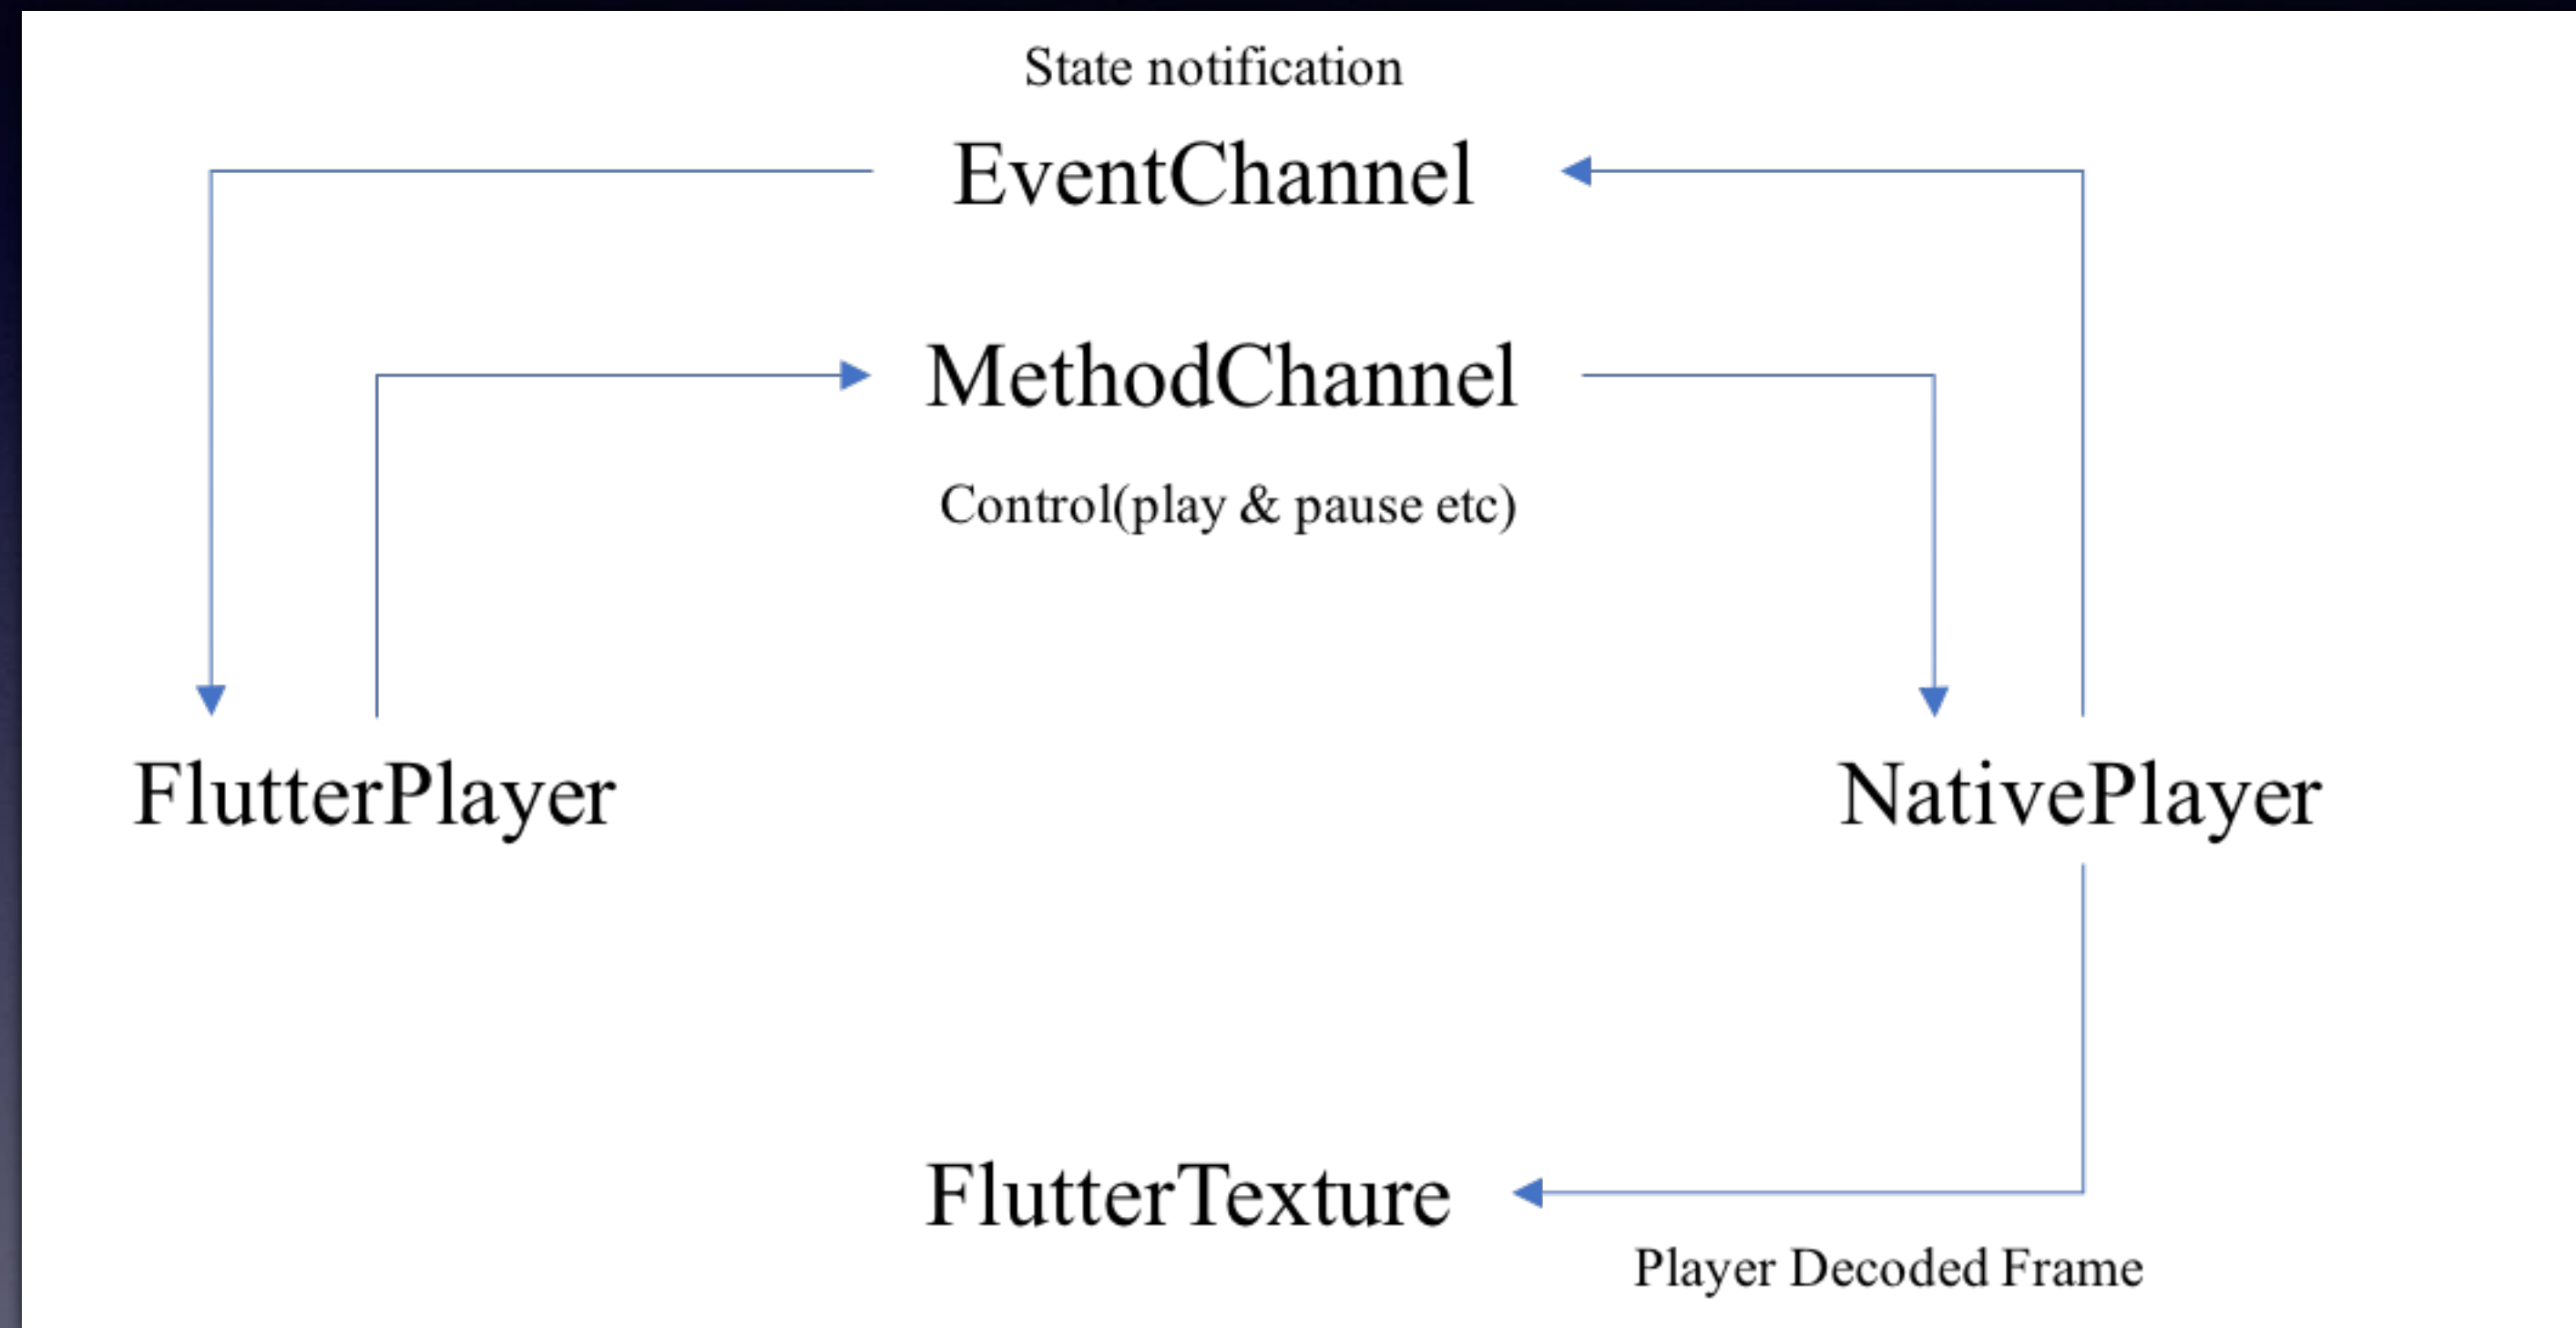 State notification
EventChannel
MethodChannel
Control(play & pause etc)
FlutterPlayer
NativePlayer
FlutterTexture
Player Decoded Frame